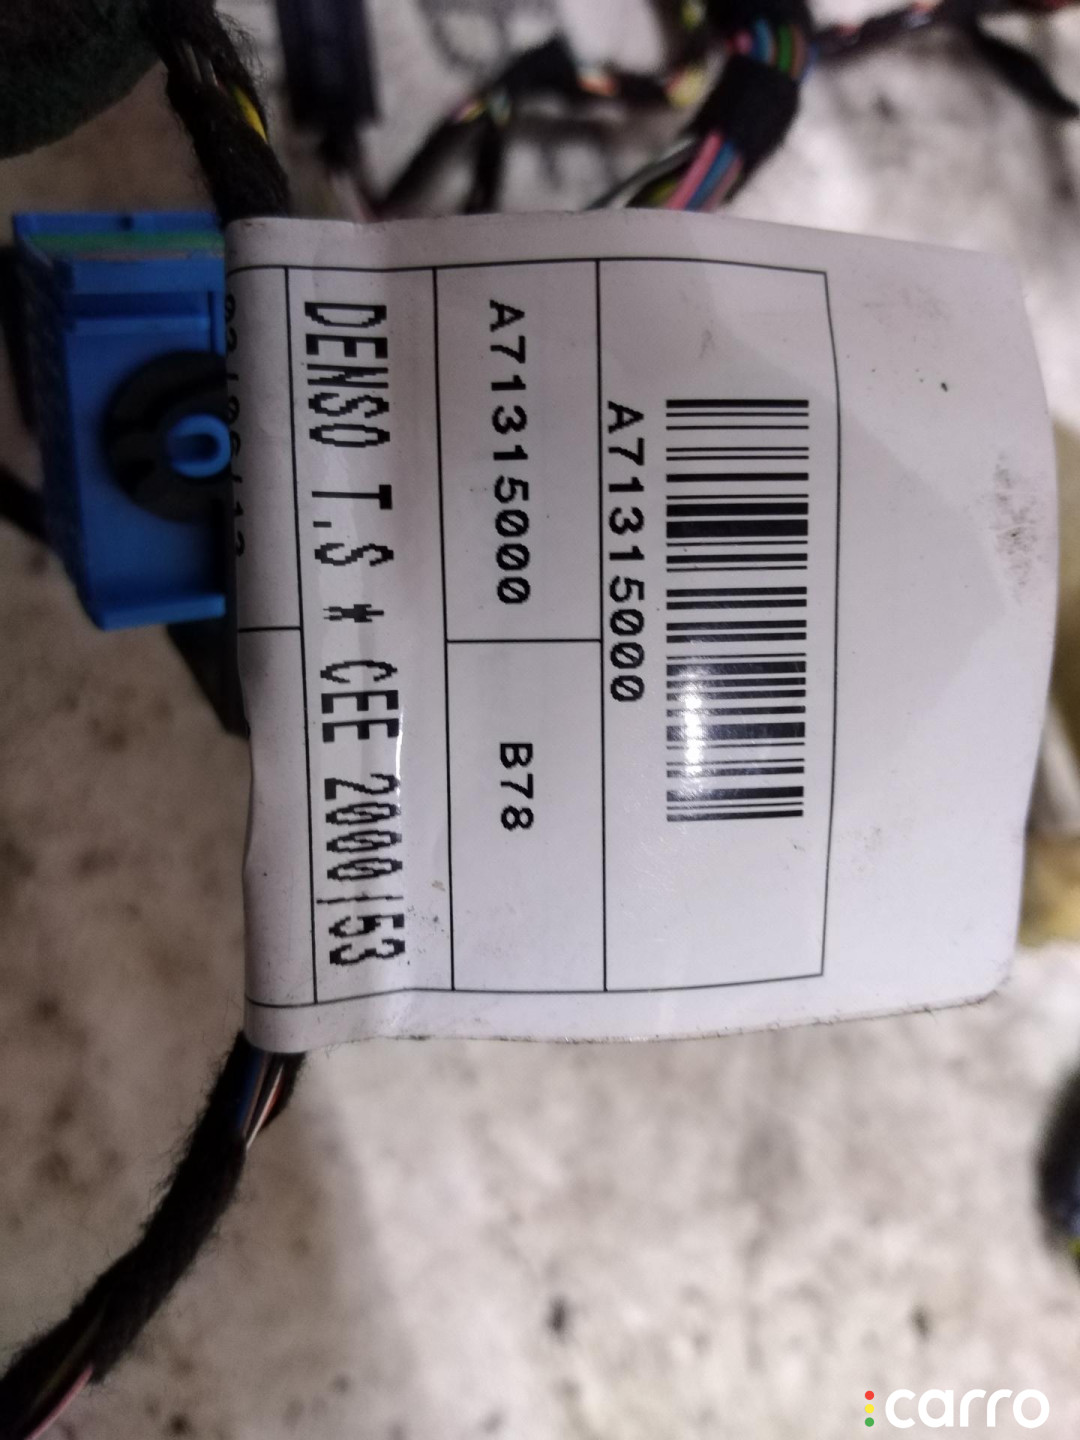 A71315000
A71315000 B78
DENSO T.S * CEE 2000/53
carro